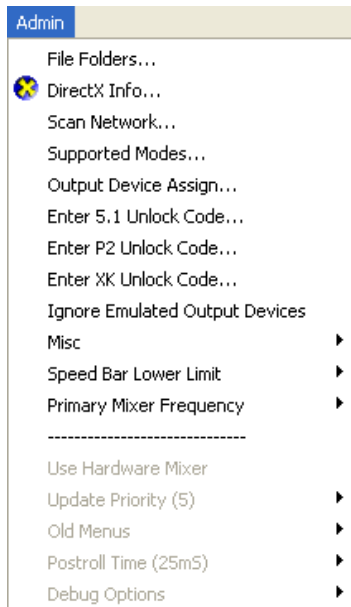 Admin
File Folders...
DirectX Info...
Scan Network...
Supported Modes...
Output Device Assign...
Enter 5.1 Unlock Code...
Enter P2 Unlock Code...
Enter XK Unlock Code...
Ignore Emulated Output Devices
Misc
Speed Bar Lower Limit
Primary Mixer Frequency
-----------------------------
Use Hardware Mixer
Update Priority (5)
Old Menus
Postroll Time (25mS)
Debug Options